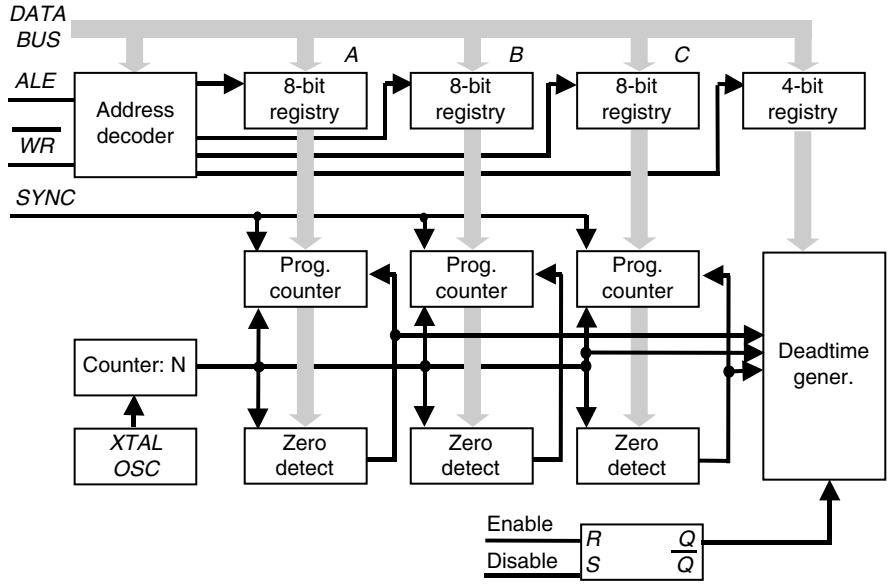 DATA
BUS
A
B
C
ALE
WR
Address
decoder
8-bit
registry
8-bit
registry
8-bit
registry
4-bit
registry
SYNC
Prog.
counter
Prog.
counter
Prog.
counter
Counter: N
Deadtime
gener.
XTAL
OSC
Zero
detect
Zero
detect
Zero
detect
Enable
Disable
R
S
Q
Q